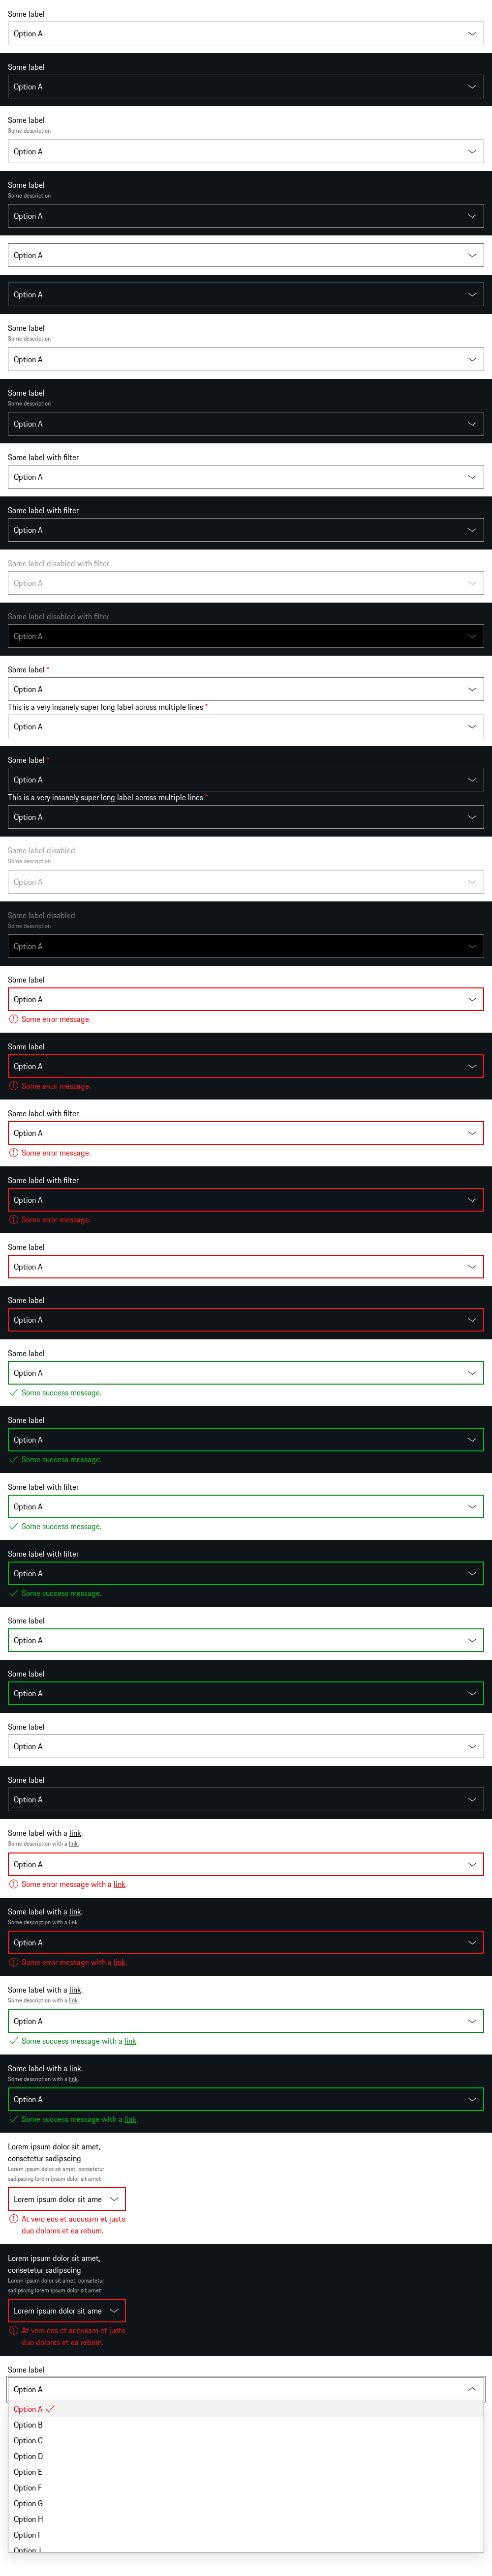 Some label
Option A
Some label
Option A
Some label
Some description
Option A
Some label
Some description
Option A
Option A
Option A
Some label
Some description
Option A
Some label
Some description
Option A
Some label with filter
Option A
Some label with filter
Option A
Some label disabled with filter
Option A
Some label disabled with filter
Option A
Some label *
Option A
This is a very insanely super long label across multiple lines *
Option A
Some label *
Option A
This is a very insanely super long label across multiple lines *
Option A
Some label disabled
Some description
Option A
Some label disabled
Some description
Option A
Some label
Option A
Some error message.
Some label
Option A
Some error message.
Some label with filter
Option A
Some error message.
Some label with filter
Option A
Some error message.
Some label
Option A
Some label
Option A
Some label
Option A
Some success message.
Some label
Option A
Some success message.
Some label with filter
Option A
Some success message.
Some label with filter
Option A
Some success message.
Some label
Option A
Some label
Option A
Some label
Option A
Some label
Option A
Some label with a link.
Some description with a link.
Option A
Some error message with a link.
Some label with a link.
Some description with a link.
Option A
Some error message with a link.
Some label with a link.
Some description with a link.
Option A
Some success message with a link.
Some label with a link.
Some description with a link.
Option A
Some success message with a link.
Lorem ipsum dolor sit amet,
consetetur sadipscing
Lorem ipsum dolor sit amet, consetetur
sadipscing lorem ipsum dolor sit amet
Lorem ipsum dolor sit ame
At vero eos et accusam et justo
duo dolores et ea rebum.
Lorem ipsum dolor sit amet,
consetetur sadipscing
Lorem ipsum dolor sit amet, consetetur
sadipscing lorem ipsum dolor sit amet
Lorem ipsum dolor sit ame
At vero eos et accusam et justo
duo dolores et ea rebum.
Some label
Option A
Option A
Option B
Option C
Option D
Option E
Option F
Option G
Option H
Option I
Option J